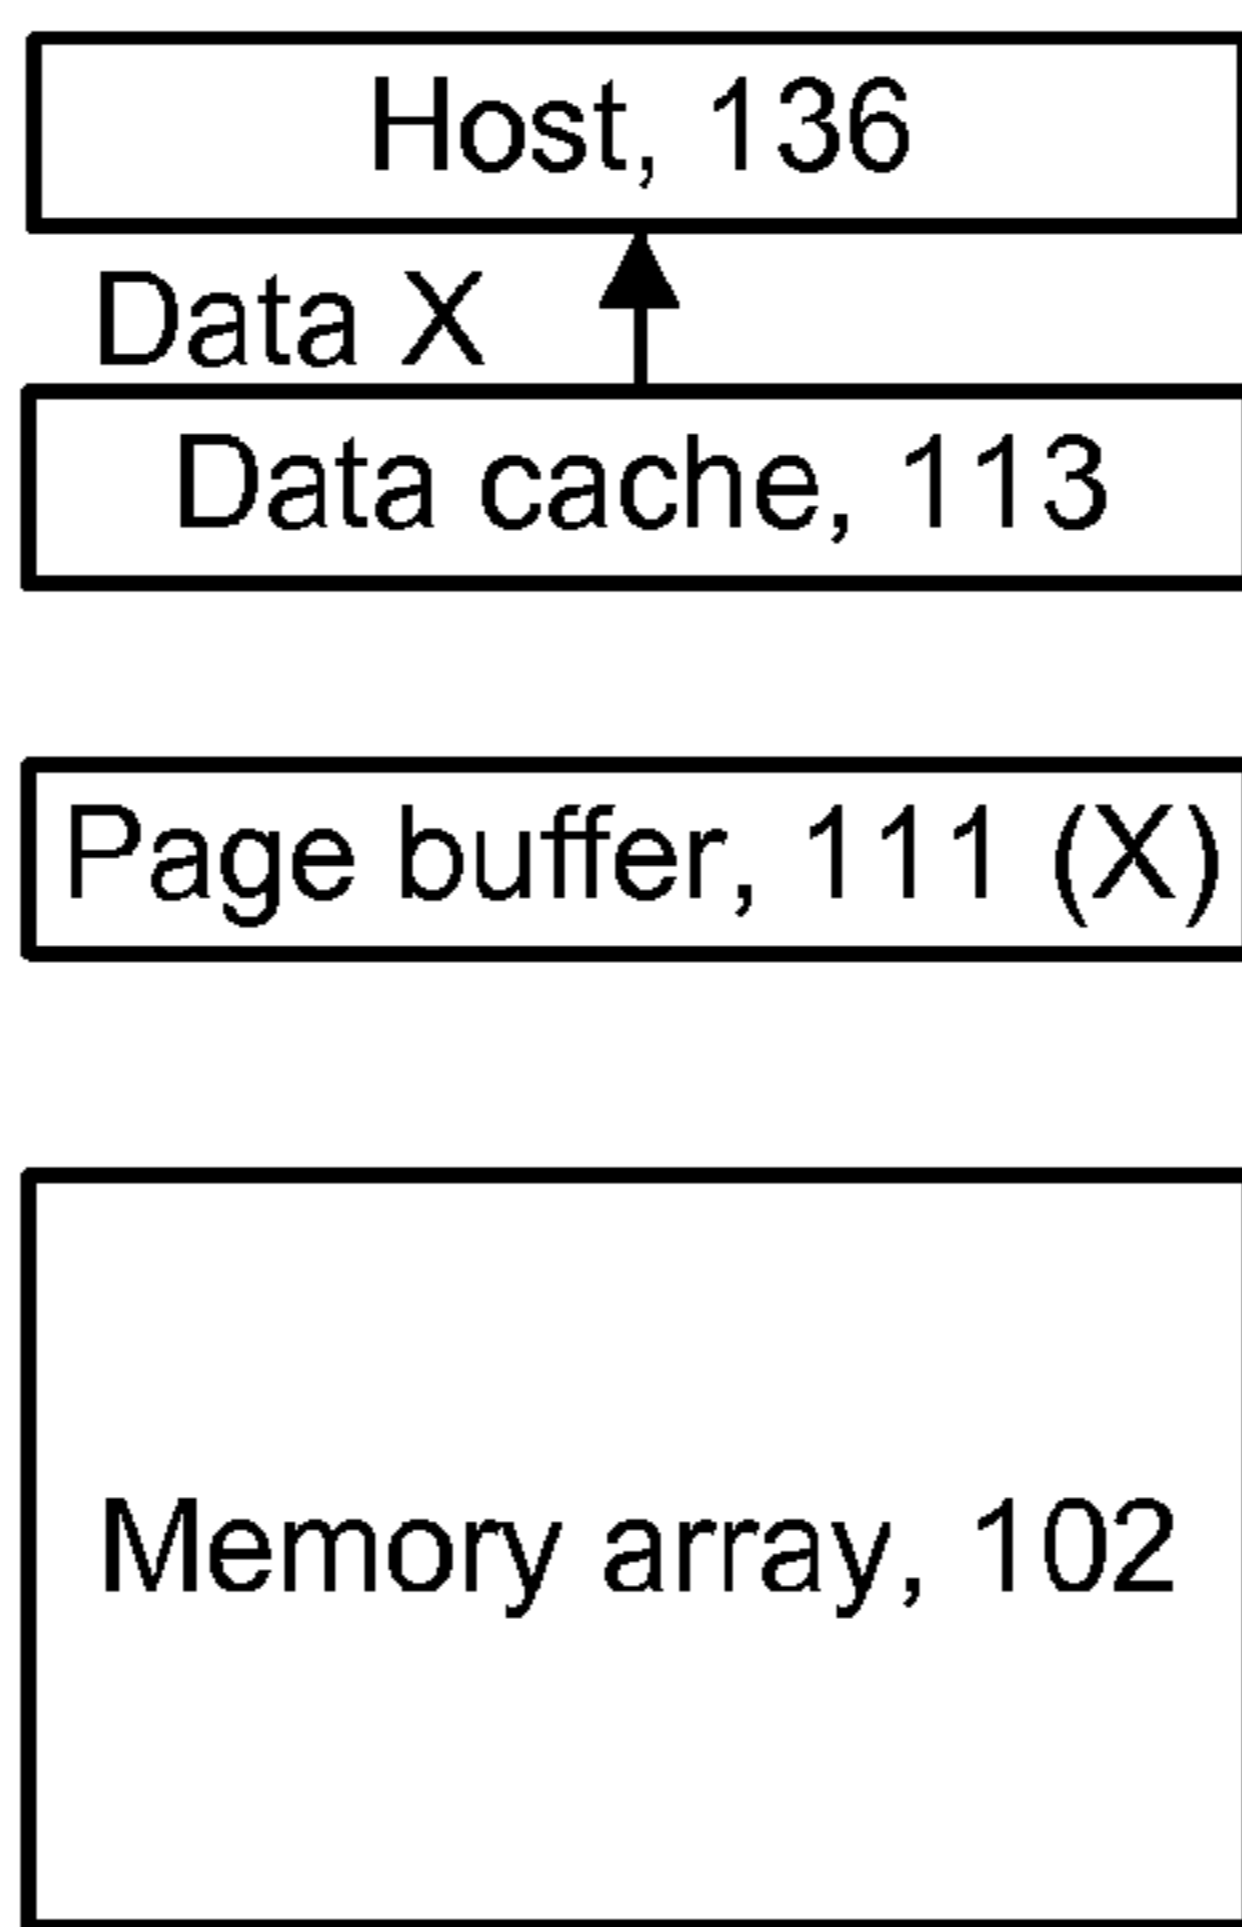 Host, 136
Data X
Data cache, 113
Page buffer, 111 (X)
Memory array, 102